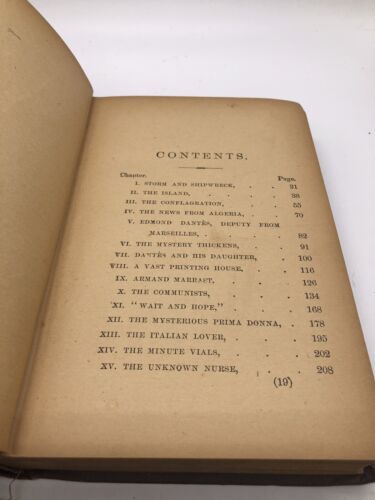 CONTENTS.
Chapter. Page.
I. STORM AND SHIPWRECK, . . 21
II. THE ISLAND, . . . . 38
III. THE CONFLAGRATION, . . . 55
IV. THE NEWS FROM ALGERIA, . . 70
V. EDMOND DANTÈS, DEPUTY FROM
MARSEILLES, . . . . 82
VI. THE MYSTERY THICKENS, . . 91
VII. DANTÈS AND HIS DAUGHTER, . . 100
VIII. A VAST PRINTING HOUSE, . . 116
IX. ARMAND MARRAST, . . . 126
X. THE COMMUNISTS, . . . 134
XI. "WAIT AND HOPE," . . . 168
XII. THE MYSTERIOUS PRIMA DONNA, . 178
XIII. THE ITALIAN LOVER, . . . 195
XIV. THE MINUTE VIALS, . . . 202
XV. THE UNKNOWN NURSE, . . . 208
(19)